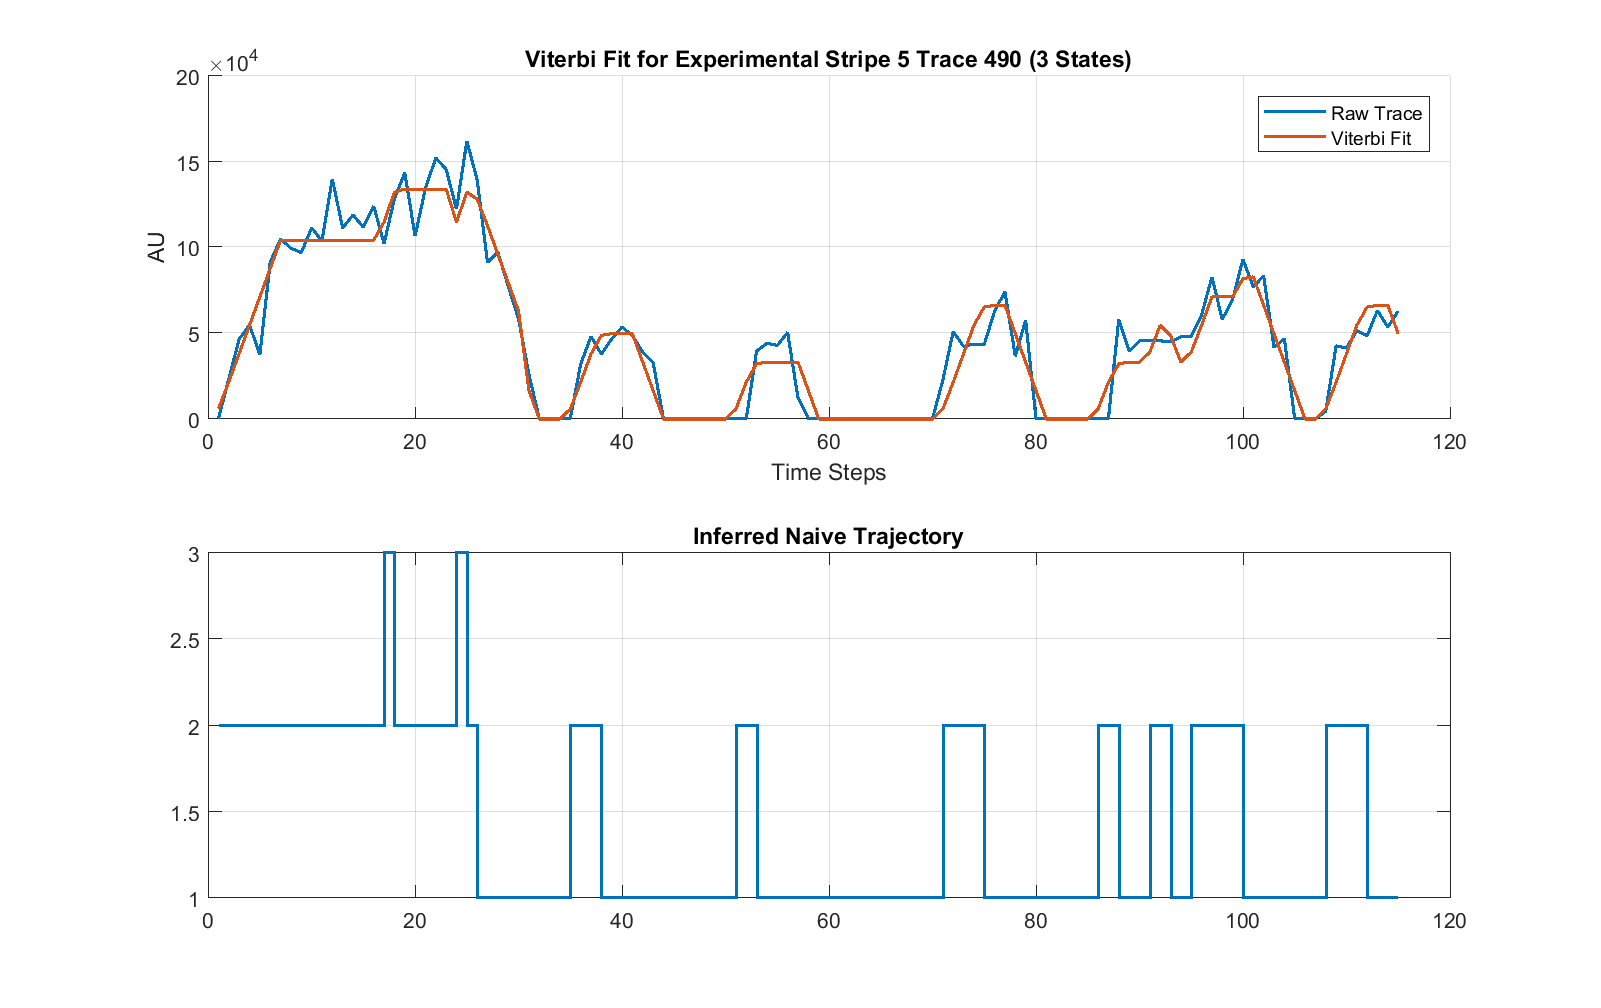 Viterbi Fit for Experimental Stripe 5 Trace 490 (3 States)
×10^4
20
15
10
5
0
AU
Raw Trace
Viterbi Fit
0 20 40 60 80 100 120
Time Steps
Inferred Naive Trajectory
3
2.5
2
1.5
1
0 20 40 60 80 100 120